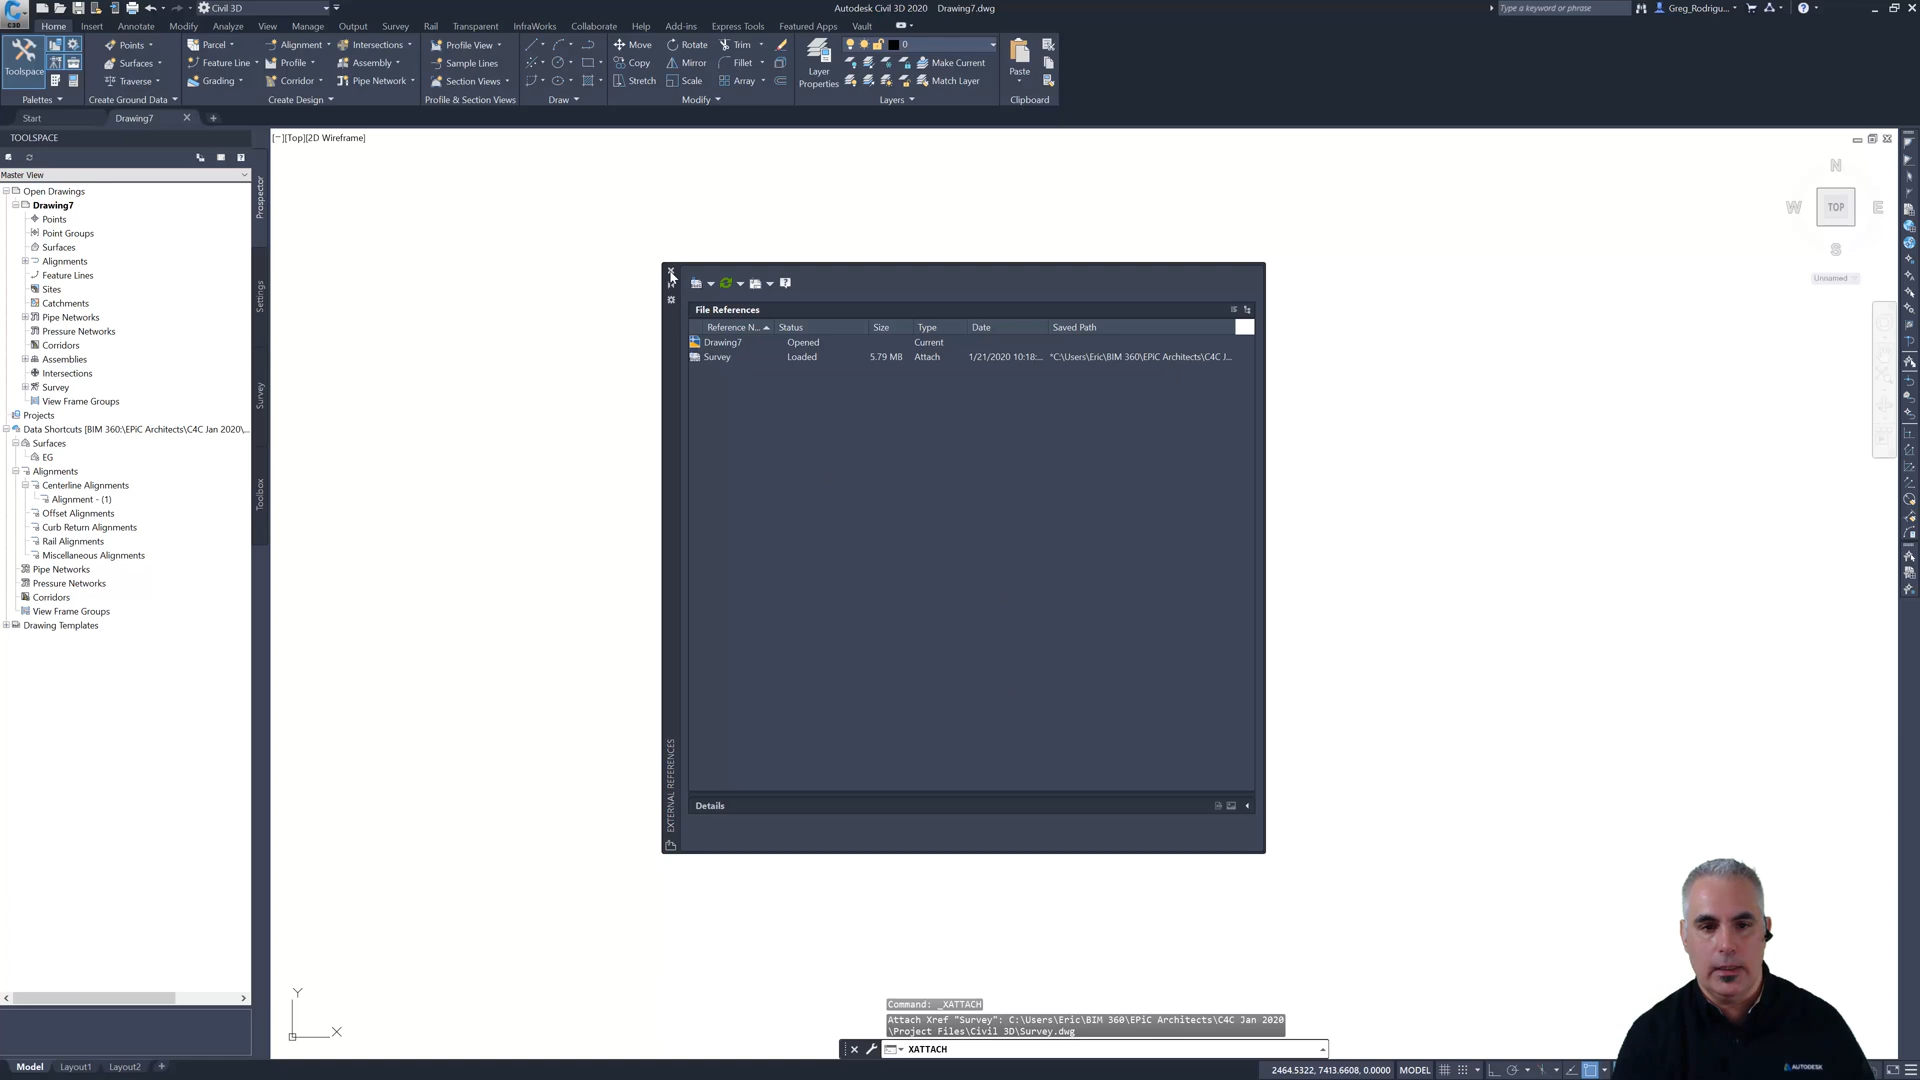 C3D
Civil 3D
Autodesk Civil 3D 2020 Drawing7.dwg
Type a keyword or phrase
Greg_Rodrigu...
Home Insert Annotate Modify Analyze View Manage Output Survey Rail Transparent InfraWorks Collaborate Help Add-ins Express Tools Featured Apps Vault
Toolspace
Points
Surfaces
Traverse
Parcel
Feature Line
Grading
Alignment
Profile
Corridor
Intersections
Assembly
Pipe Network
Profile View
Sample Lines
Section Views
Move
Copy
Stretch
Rotate
Mirror
Scale
Trim
Fillet
Array
Layer
Properties
0
Make Current
Match Layer
Paste
Palettes
Create Ground Data
Create Design
Profile & Section Views
Draw
Modify
Layers
Clipboard
Start
Drawing7
TOOLSPACE
Master View
Open Drawings
Drawing7
Points
Point Groups
Surfaces
Alignments
Feature Lines
Sites
Catchments
Pipe Networks
Pressure Networks
Corridors
Assemblies
Intersections
Survey
View Frame Groups
Projects
Data Shortcuts [BIM 360:\EPiC Architects\C4C Jan 2020\...
Surfaces
EG
Alignments
Centerline Alignments
Alignment - (1)
Offset Alignments
Curb Return Alignments
Rail Alignments
Miscellaneous Alignments
Pipe Networks
Pressure Networks
Corridors
View Frame Groups
Drawing Templates
Prospector
Settings
Survey
Toolbox
[−][Top][2D Wireframe]
N
W
TOP
E
S
Unnamed
File References
Reference N... Status Size Type Date Saved Path
Drawing7 Opened Current
Survey Loaded 5.79 MB Attach 1/21/2020 10:18:... *C:\Users\Eric\BIM 360\EPiC Architects\C4C J...
EXTERNAL REFERENCES
Details
Y
X
Command: _XATTACH
Attach Xref "Survey": C:\Users\Eric\BIM 360\EPiC Architects\C4C Jan 2020
\Project Files\Civil 3D\Survey.dwg
XATTACH
Model Layout1 Layout2
2464.5322, 7413.6608, 0.0000 MODEL
AUTODESK